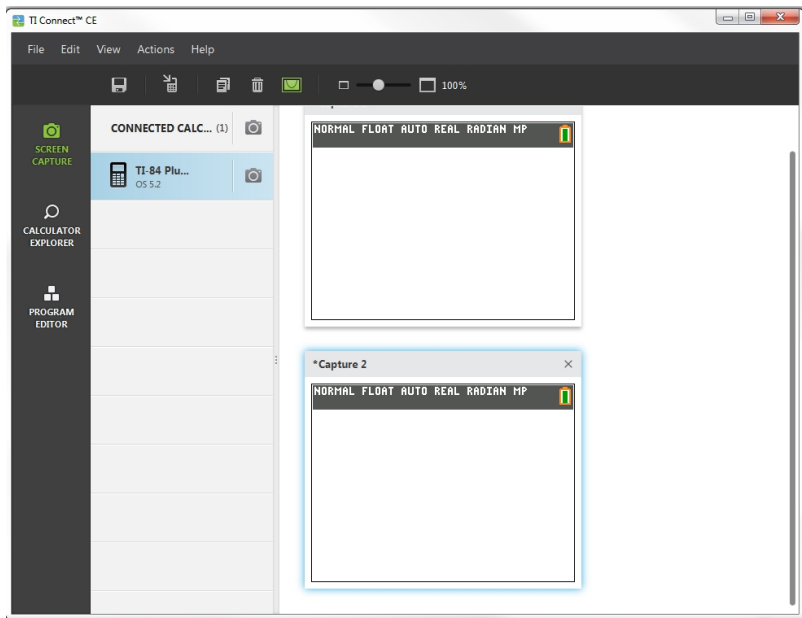 TI Connect™ CE
File Edit View Actions Help
100%
SCREEN
CAPTURE
CALCULATOR
EXPLORER
PROGRAM
EDITOR
CONNECTED CALC... (1)
TI-84 Plu...
OS 5.2
NORMAL FLOAT AUTO REAL RADIAN MP
*Capture 2
NORMAL FLOAT AUTO REAL RADIAN MP